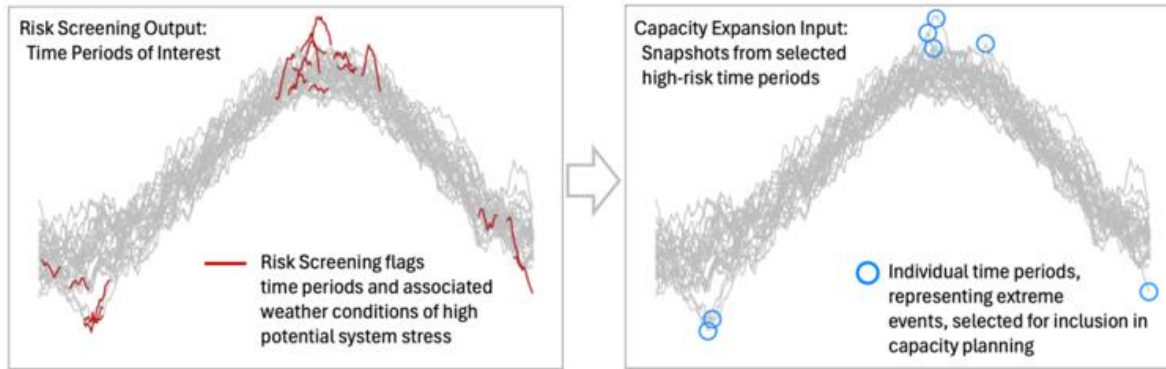 Risk Screening Output:
Time Periods of Interest
Risk Screening flags
time periods and associated
weather conditions of high
potential system stress
Capacity Expansion Input:
Snapshots from selected
high-risk time periods
Individual time periods,
representing extreme
events, selected for inclusion in
capacity planning